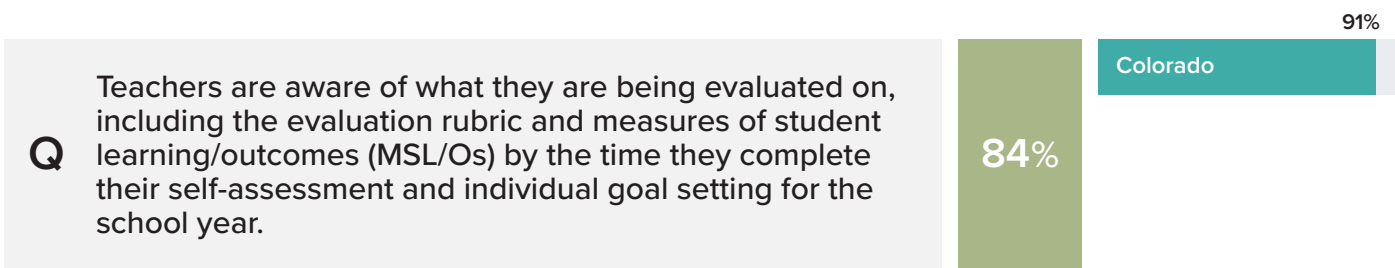 91%
Colorado
Q
Teachers are aware of what they are being evaluated on,
including the evaluation rubric and measures of student
learning/outcomes (MSL/Os) by the time they complete
their self-assessment and individual goal setting for the
school year.
84%